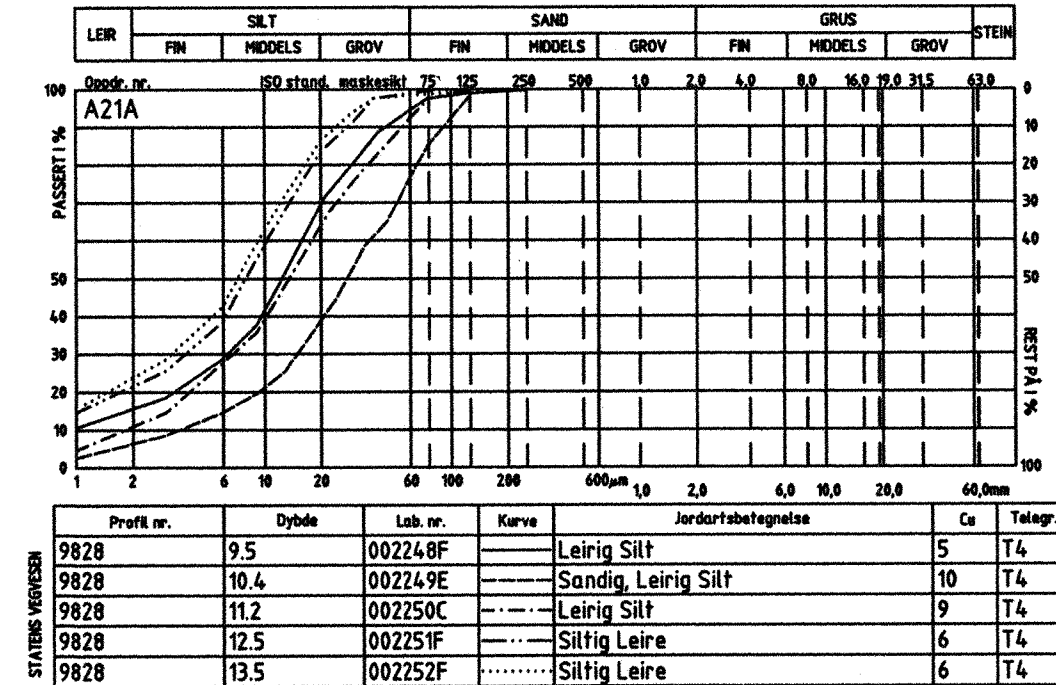 LEIR SILT SAND GRUS STEIN
FIN MIDDELS GROV FIN MIDDELS GROV FIN MIDDELS GROV
Oppdr. nr. ISO stand. maskesikt 75 125 250 500 1,0 2,0 4,0 8,0 16,0 19,0 31,5 63,0
A21A
PASSERT I %
100
50
40
30
20
10
0
0
10
20
30
40
50
100
REST PÅ I %
1 2 6 10 20 60 100 200 600µm 1,0 2,0 6,0 10,0 20,0 60,0mm
STATENS VEGVESEN
Profil nr. Dybde Lab. nr. Kurve Jordartsbetegnelse Cu Telegr.
9828 9.5 002248F Leirig Silt 5 T4
9828 10.4 002249E Sandig, Leirig Silt 10 T4
9828 11.2 002250C Leirig Silt 9 T4
9828 12.5 002251F Siltig Leire 6 T4
9828 13.5 002252F Siltig Leire 6 T4